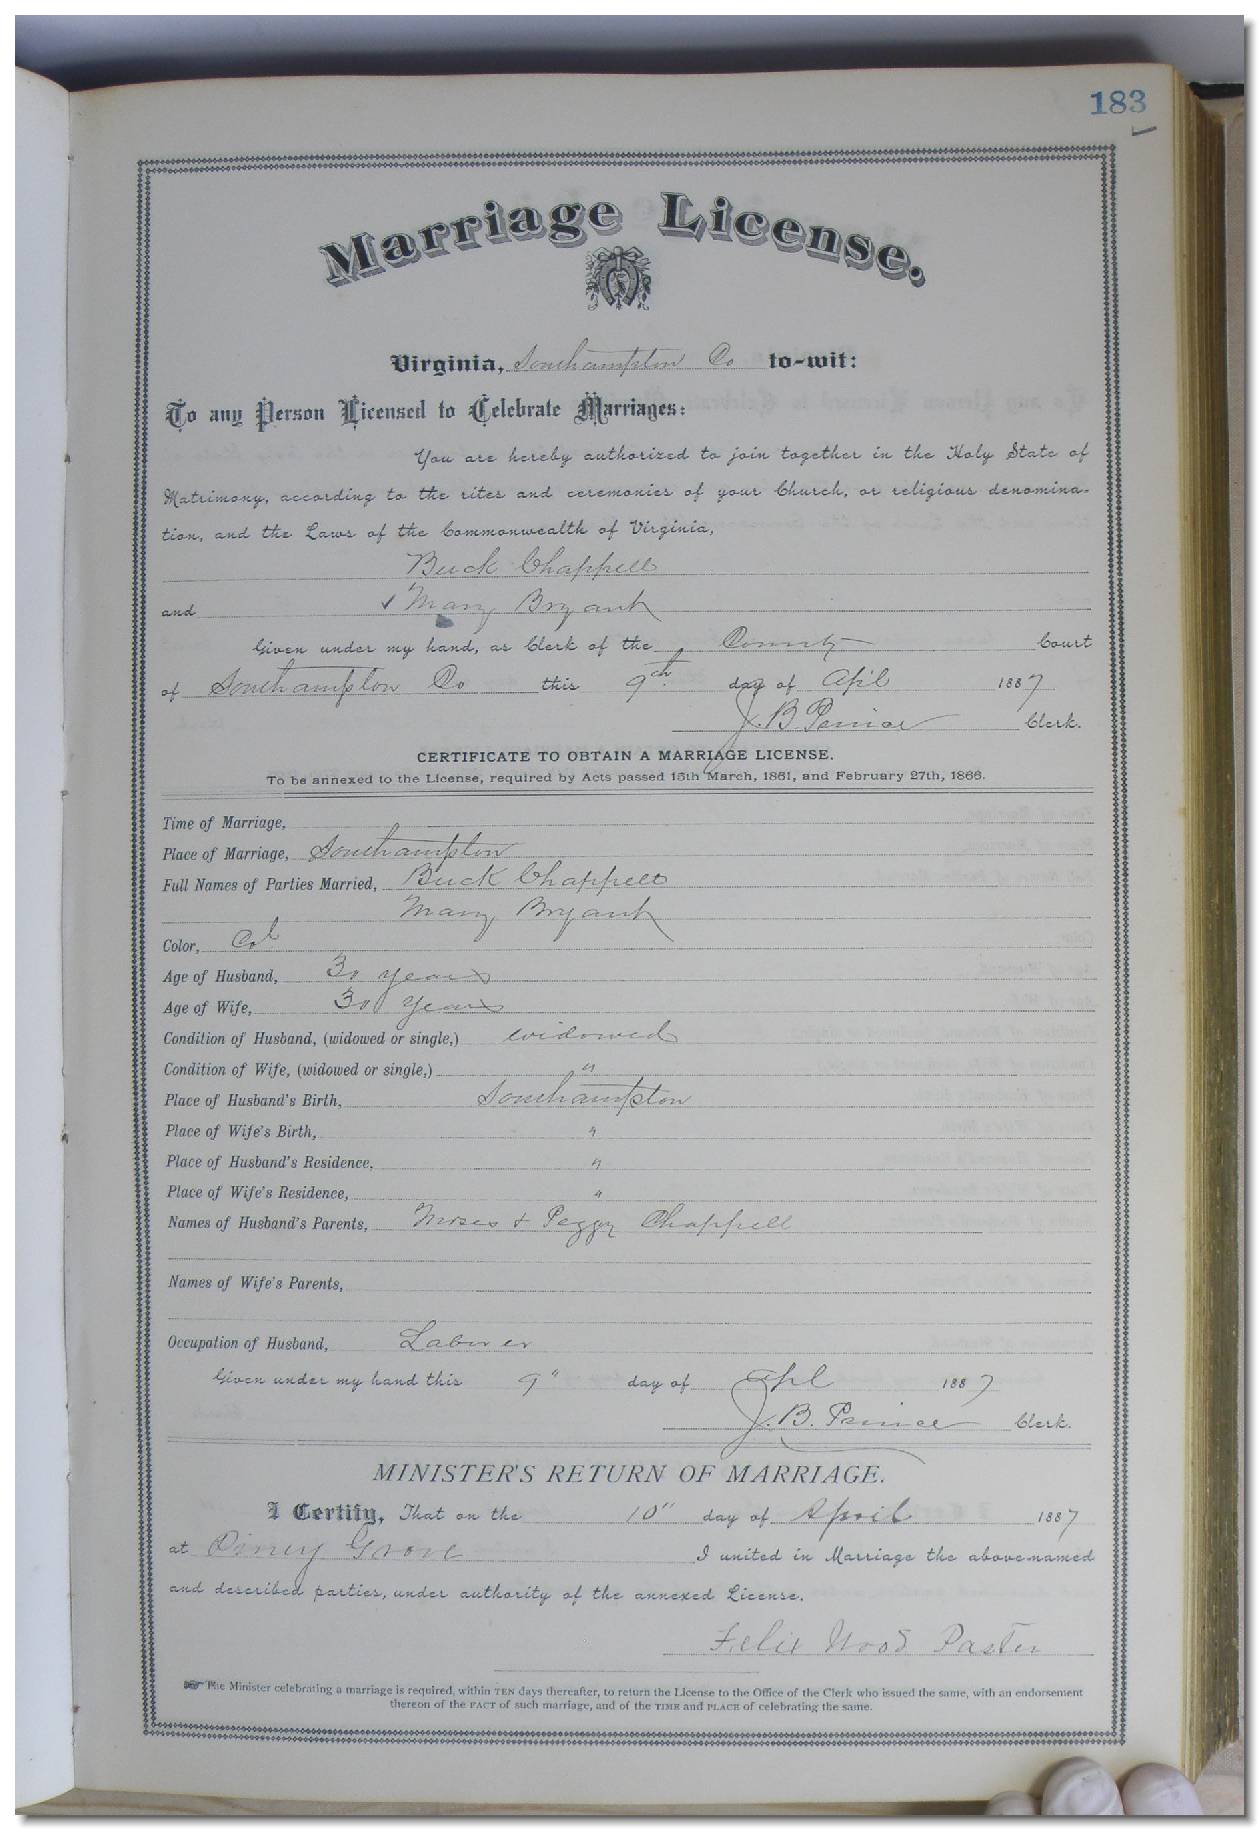 183
Marriage License.
Virginia, Southampton Co to-wit:
To any Person Licensed to Celebrate Marriages:
You are hereby authorized to join together in the Holy State of
Matrimony, according to the rites and ceremonies of your Church, or religious denomina-
tion, and the Laws of the Commonwealth of Virginia,
Buck Chappell
and Mary Bryant
Given under my hand, as Clerk of the County Court
of Southampton Co this 9th day of Apl 1887
J. B. Prince Clerk.
CERTIFICATE TO OBTAIN A MARRIAGE LICENSE.
To be annexed to the License, required by Acts passed 15th March, 1861, and February 27th, 1866.
Time of Marriage,
Place of Marriage, Southampton
Full Names of Parties Married, Buck Chappell
Mary Bryant
Color, Col
Age of Husband, 30 years
Age of Wife, 30 years
Condition of Husband, (widowed or single,) widowed
Condition of Wife, (widowed or single,) "
Place of Husband's Birth, Southampton
Place of Wife's Birth, "
Place of Husband's Residence, "
Place of Wife's Residence, "
Names of Husband's Parents, Moses + Peggy Chappell
Names of Wife's Parents,
Occupation of Husband, Laborer
Given under my hand this 9" day of Apl 1887
J. B. Prince Clerk.
MINISTER'S RETURN OF MARRIAGE.
I Certify, That on the 10" day of April 1887
at Piney Grove I united in Marriage the above-named
and described parties, under authority of the annexed License.
Felix Wood Paster
The Minister celebrating a marriage is required, within TEN days thereafter, to return the License to the Office of the Clerk who issued the same, with an endorsement
thereon of the FACT of such marriage, and of the TIME and PLACE of celebrating the same.